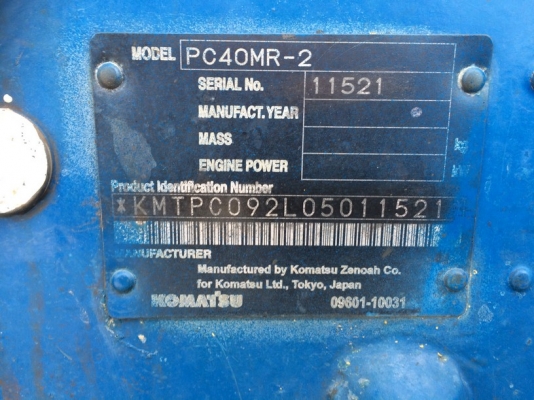 MODEL PC40MR-2
SERIAL No. 11521
MANUFACT. YEAR
MASS
ENGINE POWER
Product Identification Number
*KMTPC092L05011521
MANUFACTURER
Manufactured by Komatsu Zenoah Co.
for Komatsu Ltd., Tokyo, Japan
KOMATSU 09601-10031